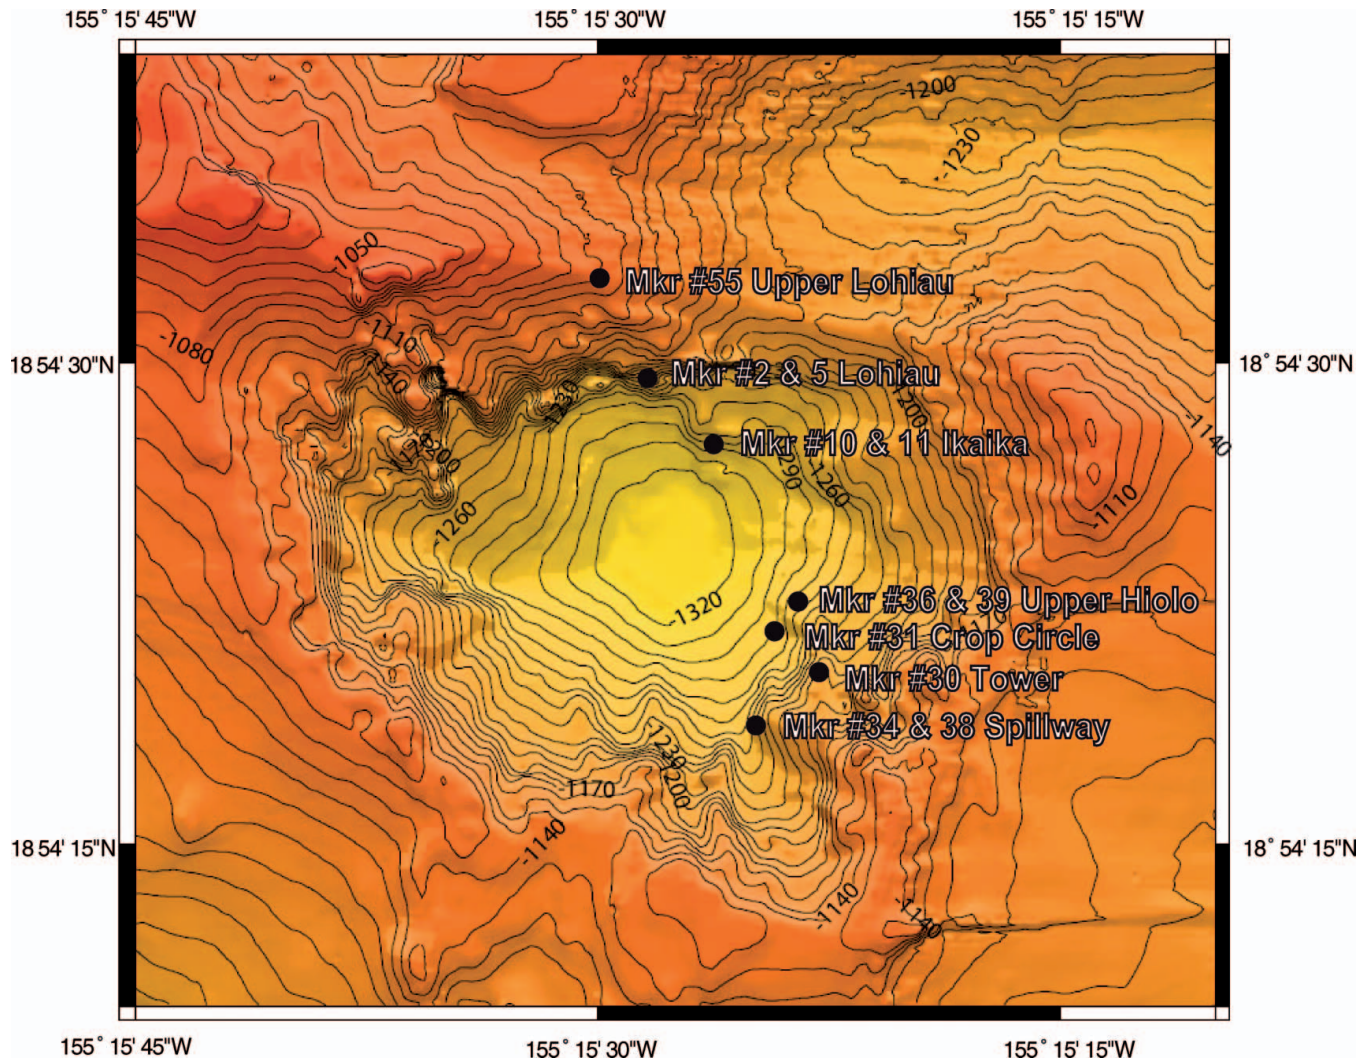 155° 15' 45"W 155° 15' 30"W 155° 15' 15"W
-1200
-1230
-1050
Mkr #55 Upper Lohiau
-1110
-1080
18 54' 30"N 18° 54' 30"N
-1140
Mkr #2 & 5 Lohiau
-1230
-1200
-1140
Mkr #10 & 11 Ikaika
-1170
-1200
-1290
-1260
-1110
-1260
-1320
Mkr #36 & 39 Upper Hiolo
-1170
Mkr #31 Crop Circle
Mkr #30 Tower
Mkr #34 & 38 Spillway
-1230
-1200
-1170
-1140
18 54' 15"N 18° 54' 15"N
-1140
-1140
155° 15' 45"W 155° 15' 30"W 155° 15' 15"W